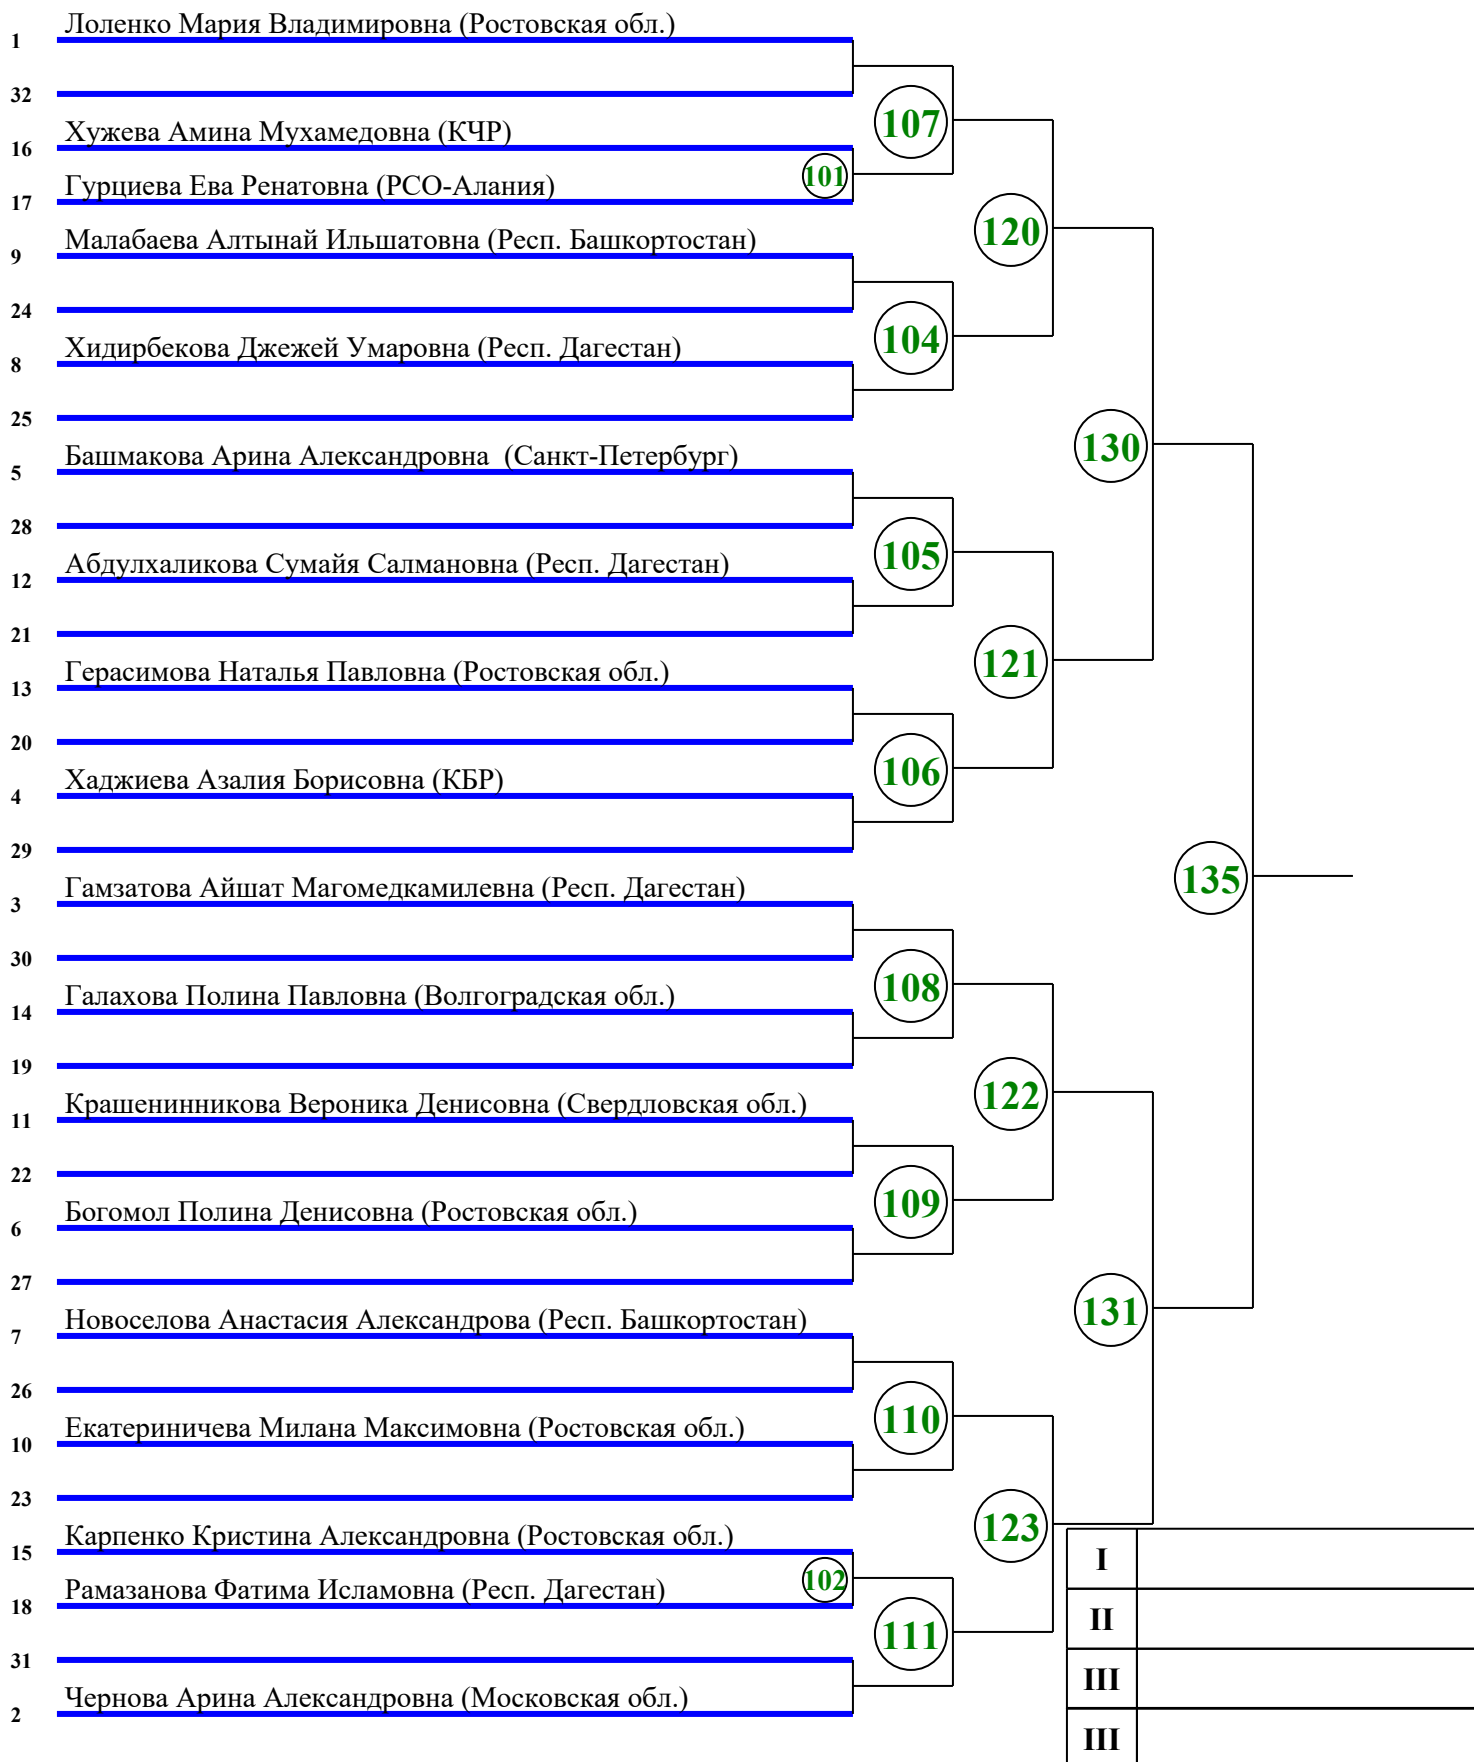 Лоленко Мария Владимировна (Ростовская обл.)
1
32
Хужева Амина Мухамедовна (КЧР)
16
107
Гурциева Ева Ренатовна (РСО-Алания)
101
17
Малабаева Алтынай Ильшатовна (Респ. Башкортостан)
120
9
24
Хидирбекова Джежей Умаровна (Респ. Дагестан)
104
8
25
Башмакова Арина Александровна (Санкт-Петербург)
130
5
28
Абдулхаликова Сумайя Салмановна (Респ. Дагестан)
105
12
21
Герасимова Наталья Павловна (Ростовская обл.)
121
13
20
Хаджиева Азалия Борисовна (КБР)
106
4
29
Гамзатова Айшат Магомедкамилевна (Респ. Дагестан)
135
3
30
Галахова Полина Павловна (Волгоградская обл.)
108
14
19
Крашенинникова Вероника Денисовна (Свердловская обл.)
122
11
22
Богомол Полина Денисовна (Ростовская обл.)
109
6
27
Новоселова Анастасия Александрова (Респ. Башкортостан)
131
7
26
Екатериничева Милана Максимовна (Ростовская обл.)
110
10
23
Карпенко Кристина Александровна (Ростовская обл.)
123
15
I
Рамазанова Фатима Исламовна (Респ. Дагестан)
102
18
II
111
31
III
Чернова Арина Александровна (Московская обл.)
2
III